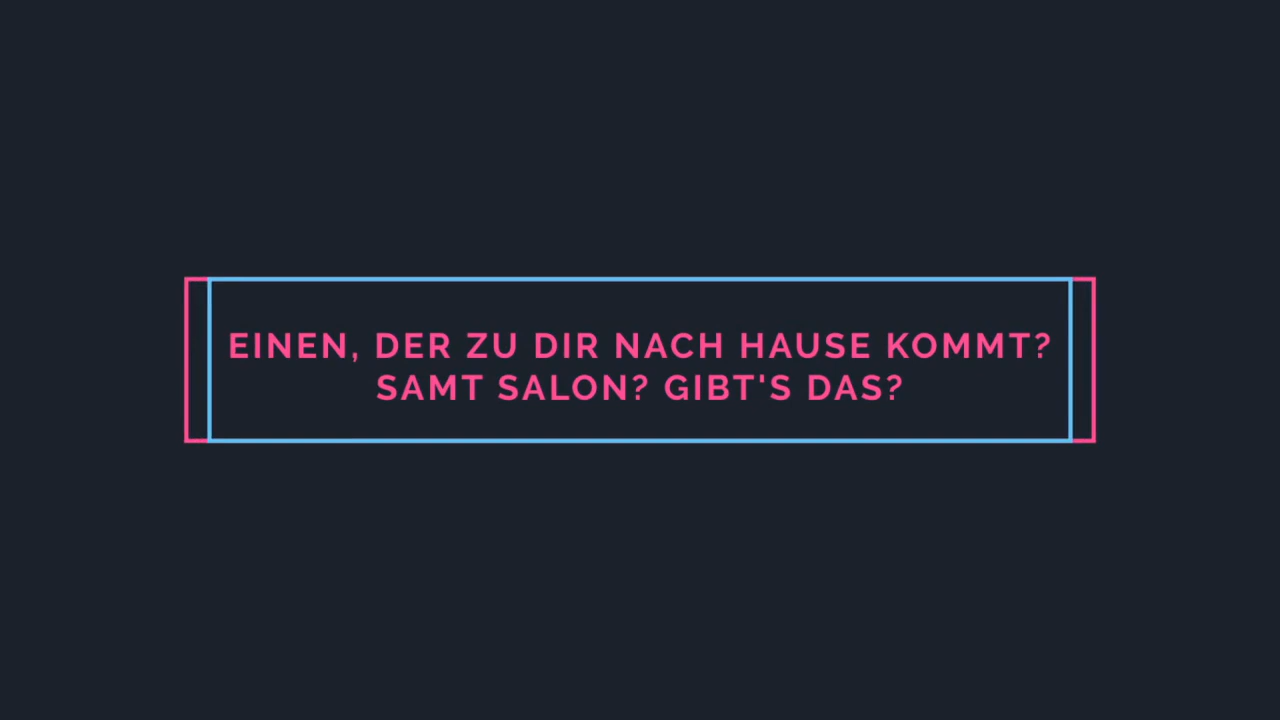 EINEN, DER ZU DIR NACH HAUSE KOMMT?
SAMT SALON? GIBT'S DAS?